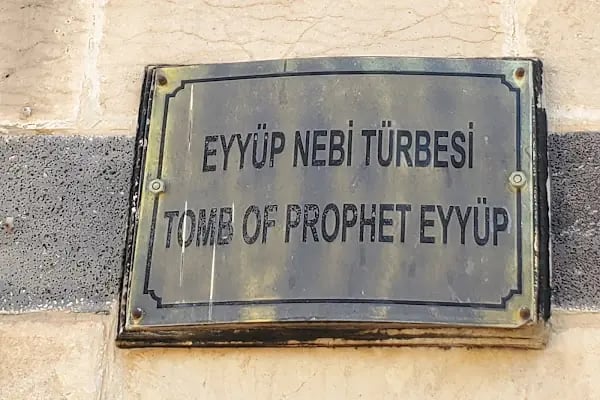 EYYÜP NEBİ TÜRBESİ
TOMB OF PROPHET EYYÜP